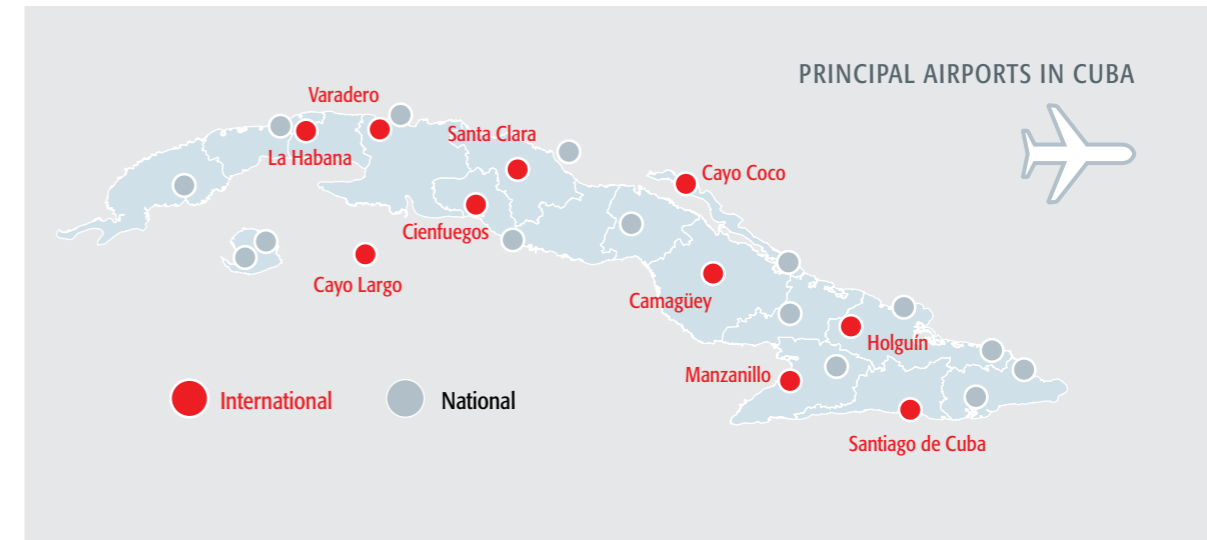 PRINCIPAL AIRPORTS IN CUBA
Varadero
La Habana
Santa Clara
Cayo Coco
Cienfuegos
Cayo Largo
Camagüey
Holguín
Manzanillo
International
National
Santiago de Cuba